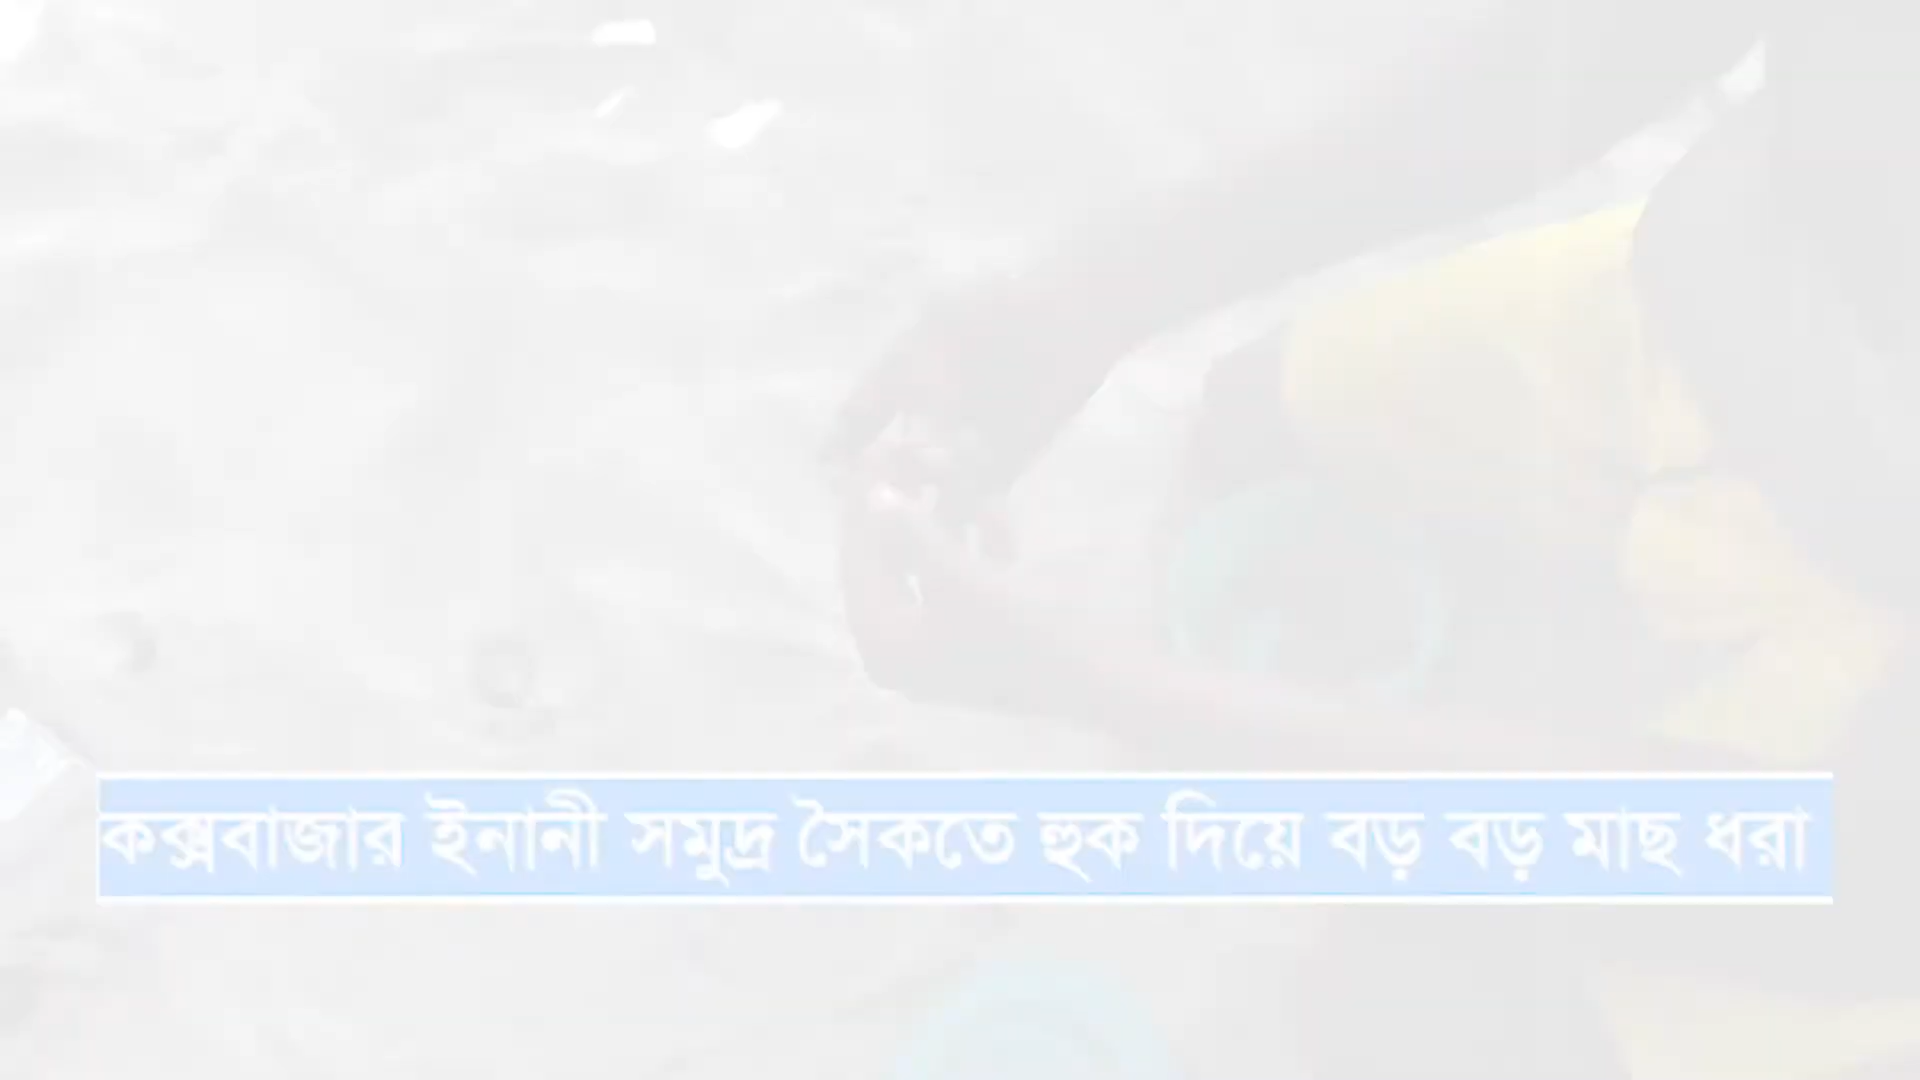 কক্সবাজার ইনানী সমুদ্র সৈকতে হুক দিয়ে বড় বড় মাছ ধরা